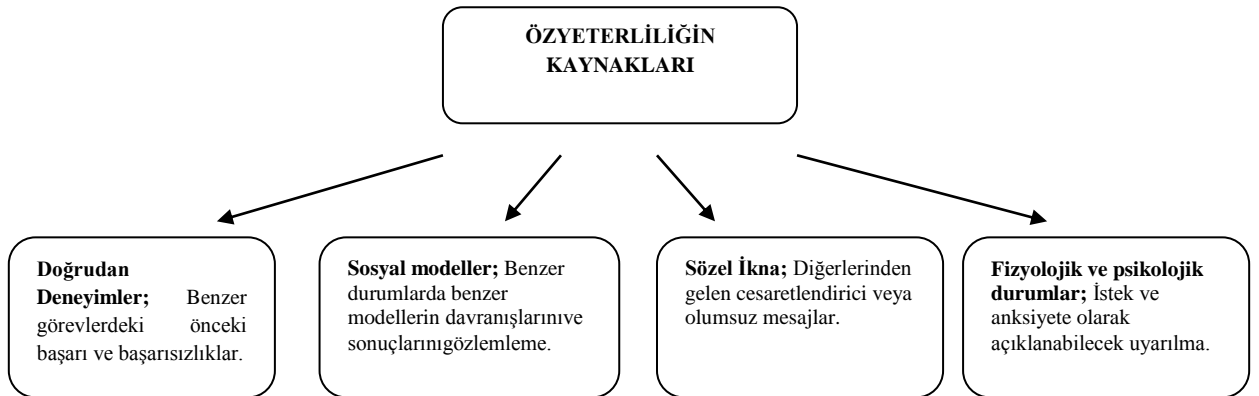 ÖZYETERLİLİĞİN
KAYNAKLARI
Doğrudan
Deneyimler; Benzer
görevlerdeki önceki
başarı ve başarısızlıklar.
Sosyal modeller; Benzer
durumlarda benzer
modellerin davranışlarınıve
sonuçlarınıgözlemleme.
Sözel İkna; Diğerlerinden
gelen cesaretlendirici veya
olumsuz mesajlar.
Fizyolojik ve psikolojik
durumlar; İstek ve
anksiyete olarak
açıklanabilecek uyarılma.